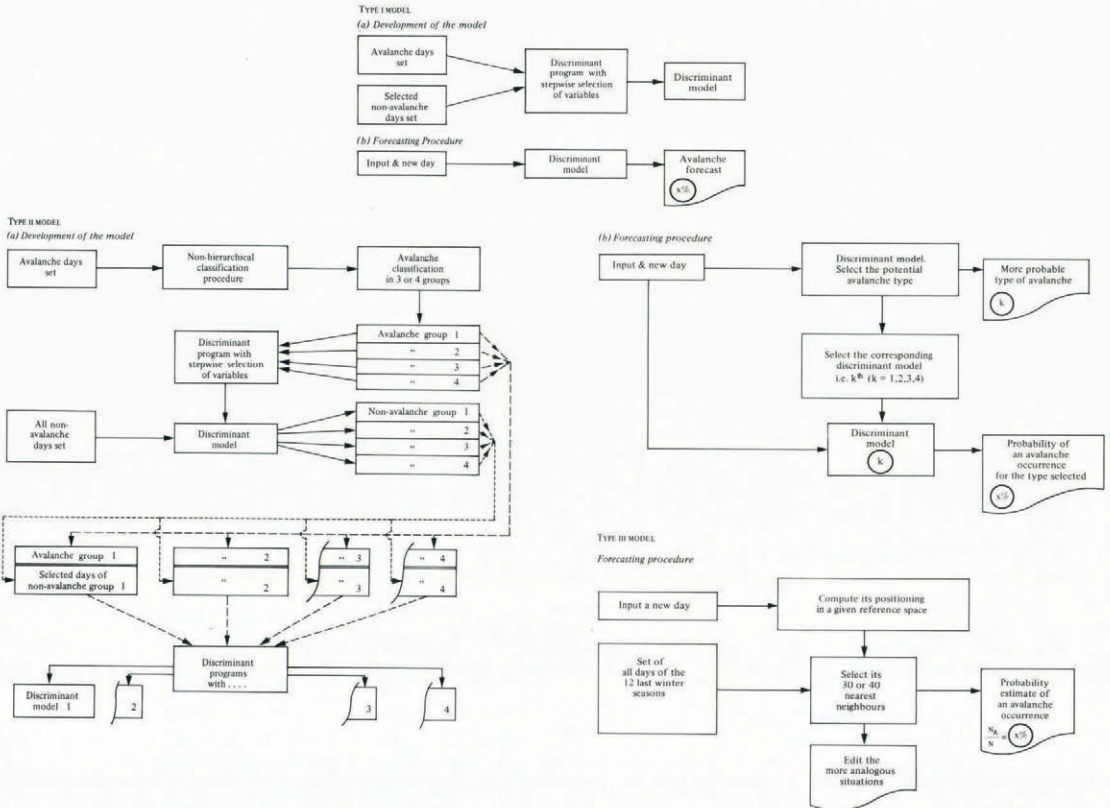 TYPE I MODEL
(a) Development of the model
Avalanche days
set
Selected
non-avalanche
days set
Discriminant
program with
stepwise selection
of variables
Discriminant
model
(b) Forecasting Procedure
Input & new day
Discriminant
model
Avalanche
forecast
x%
TYPE II MODEL
(a) Development of the model
Avalanche days
set
Non-hierarchical
classification
procedure
Avalanche
classification
in 3 or 4 groups
Discriminant
program with
stepwise selection
of variables
Avalanche group 1
" 2
" 3
" 4
All non-
avalanche
days set
Discriminant
model
Non-avalanche group 1
" 2
" 3
" 4
Avalanche group 1
Selected days of
non-avalanche group 1
" 2
" 2
" 3
" 3
" 4
" 4
Discriminant
programs
with . . . .
Discriminant
model 1
2
3
4
(b) Forecasting procedure
Input & new day
Discriminant model.
Select the potential
avalanche type
More probable
type of avalanche
k
Select the corresponding
discriminant model
i.e. kth (k = 1,2,3,4)
Discriminant
model
k
Probability of
an avalanche
occurrence
for the type selected
x%
TYPE III MODEL
Forecasting procedure
Input a new day
Compute its positioning
in a given reference space
Set of
all days of the
12 last winter
seasons
Select its
30 or 40
nearest
neighbours
Probability
estimate of
an avalanche
occurrence
NA/N = x%
Edit the
more analogous
situations